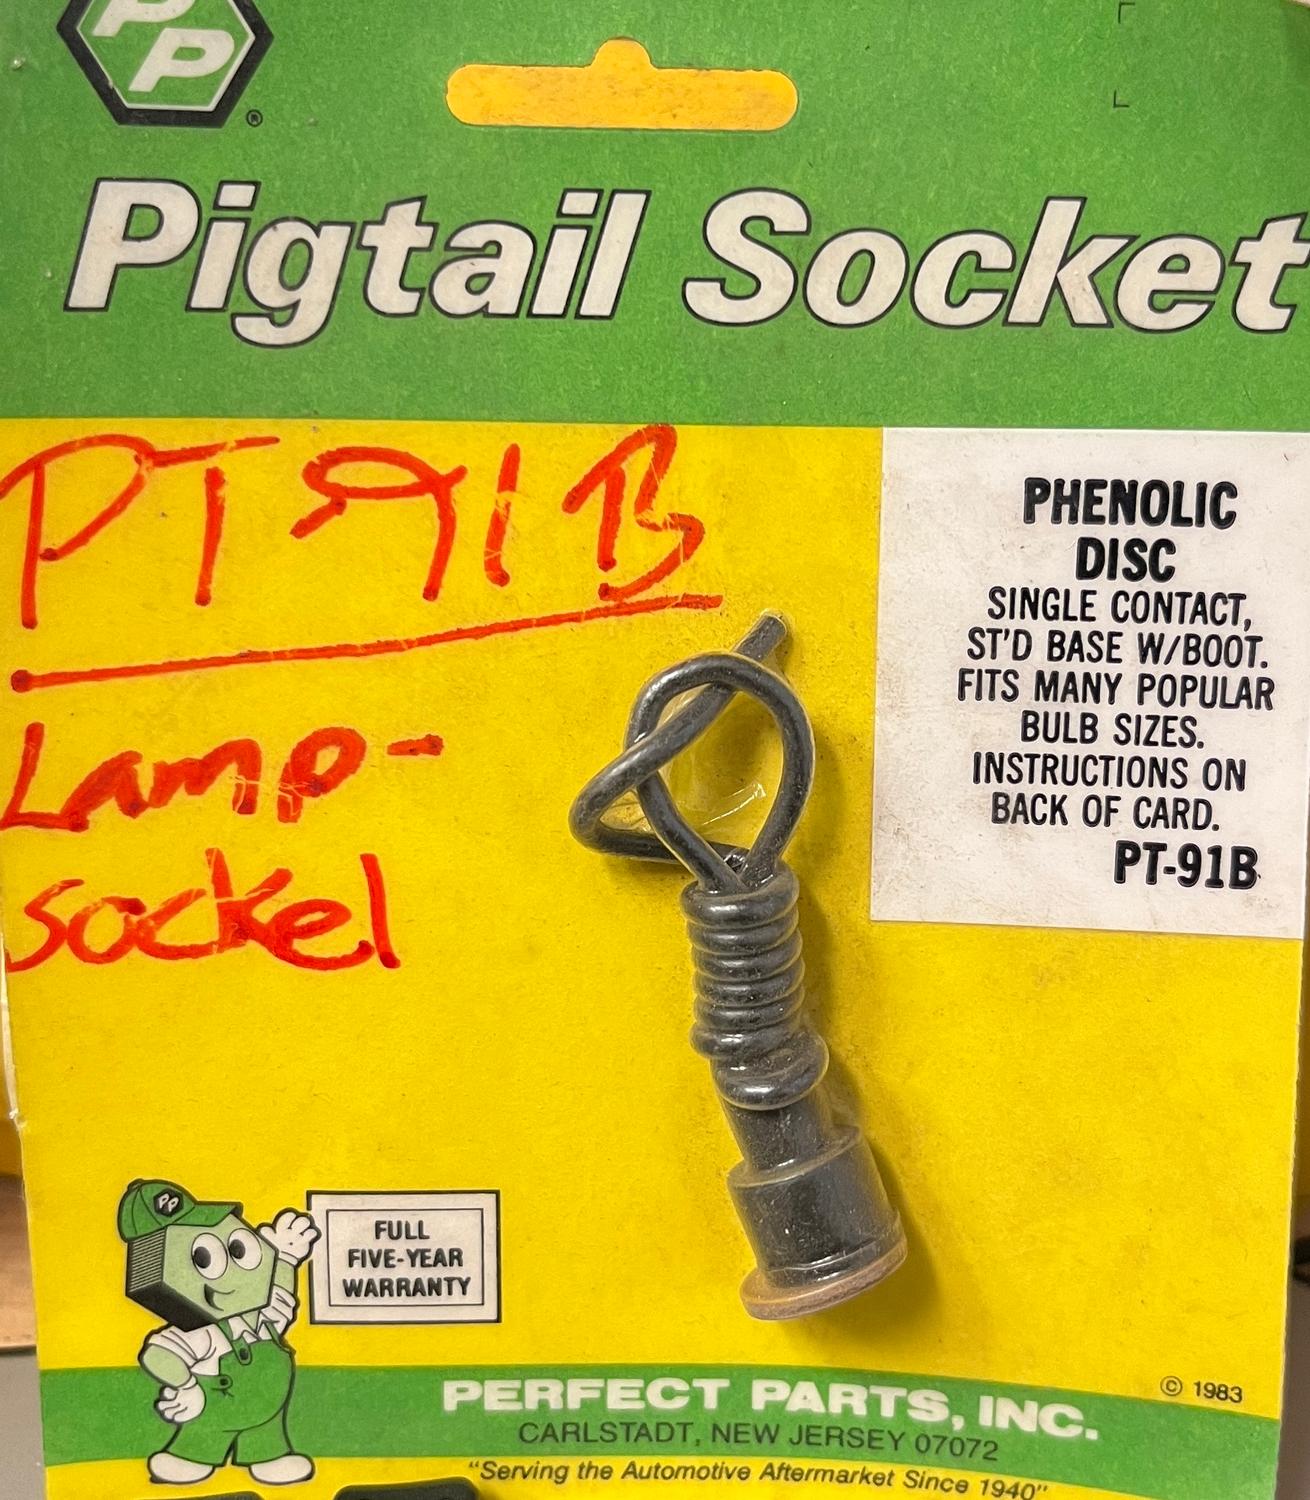 PP®
Pigtail Socket
PT91B
Lamp-
socket
PHENOLIC
DISC
SINGLE CONTACT,
ST'D BASE W/BOOT.
FITS MANY POPULAR
BULB SIZES.
INSTRUCTIONS ON
BACK OF CARD.
PT-91B
PP
FULL
FIVE-YEAR
WARRANTY
© 1983
PERFECT PARTS, INC.
CARLSTADT, NEW JERSEY 07072
"Serving the Automotive Aftermarket Since 1940"